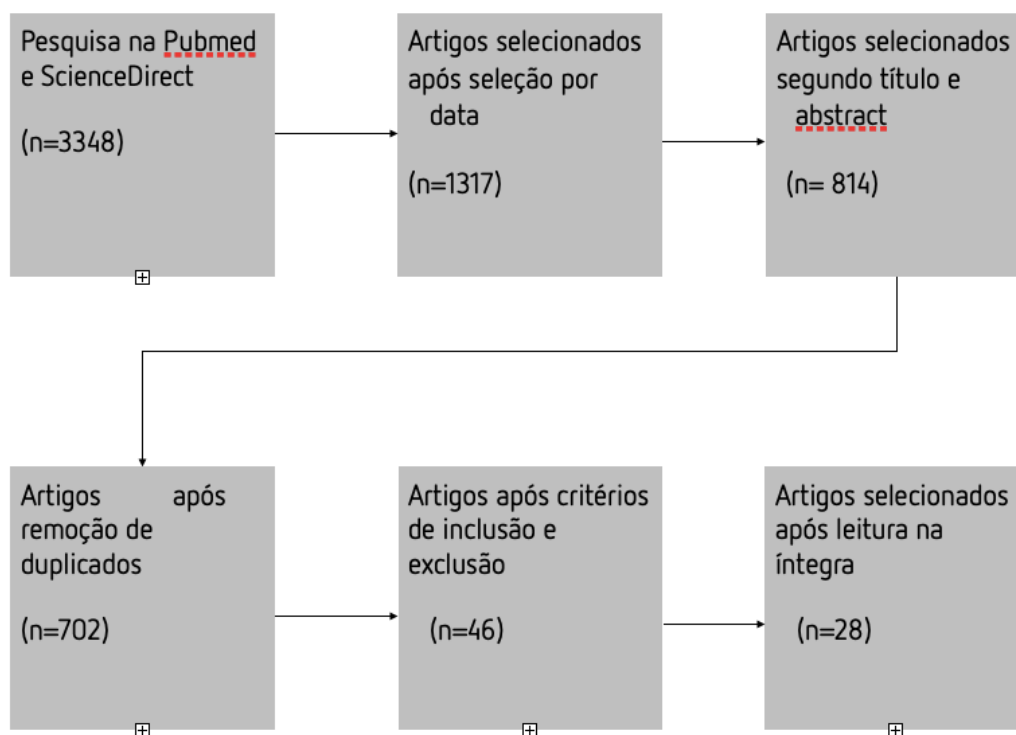 Pesquisa na Pubmed
e ScienceDirect
(n=3348)
Artigos selecionados
após seleção por
data
(n=1317)
Artigos selecionados
segundo título e
abstract
(n= 814)
Artigos após
remoção de
duplicados
(n=702)
Artigos após critérios
de inclusão e
exclusão
(n=46)
Artigos selecionados
após leitura na
íntegra
(n=28)